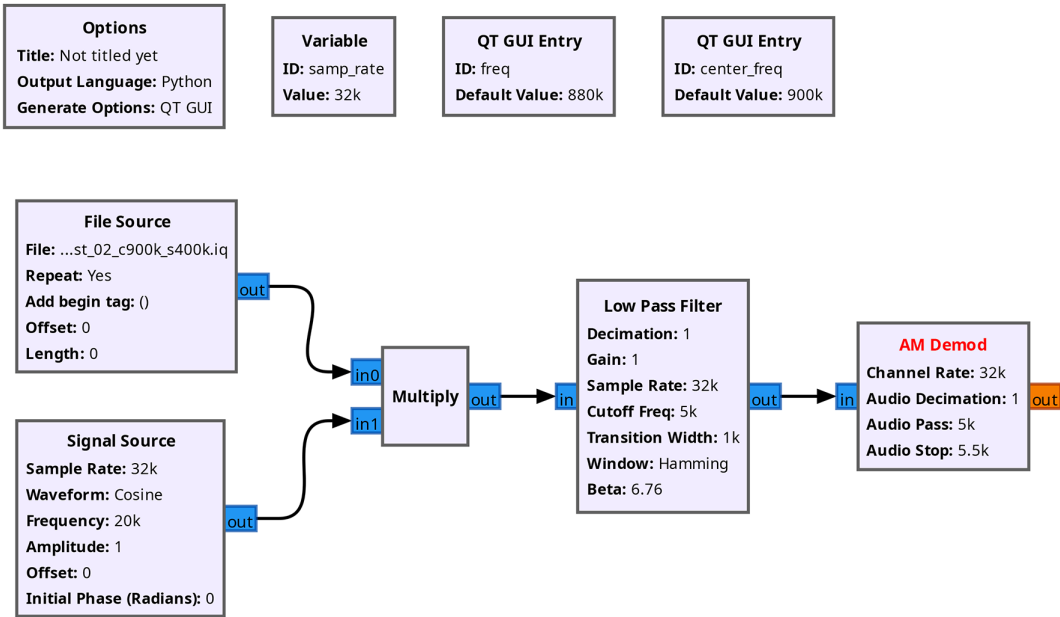 Options
Title: Not titled yet
Output Language: Python
Generate Options: QT GUI
Variable
ID: samp_rate
Value: 32k
QT GUI Entry
ID: freq
Default Value: 880k
QT GUI Entry
ID: center_freq
Default Value: 900k
File Source
File: ...st_02_c900k_s400k.iq
Repeat: Yes
Add begin tag: ()
Offset: 0
Length: 0
out
Signal Source
Sample Rate: 32k
Waveform: Cosine
Frequency: 20k
Amplitude: 1
Offset: 0
Initial Phase (Radians): 0
out
in0
in1
Multiply
out
in
Low Pass Filter
Decimation: 1
Gain: 1
Sample Rate: 32k
Cutoff Freq: 5k
Transition Width: 1k
Window: Hamming
Beta: 6.76
out
in
AM Demod
Channel Rate: 32k
Audio Decimation: 1
Audio Pass: 5k
Audio Stop: 5.5k
out